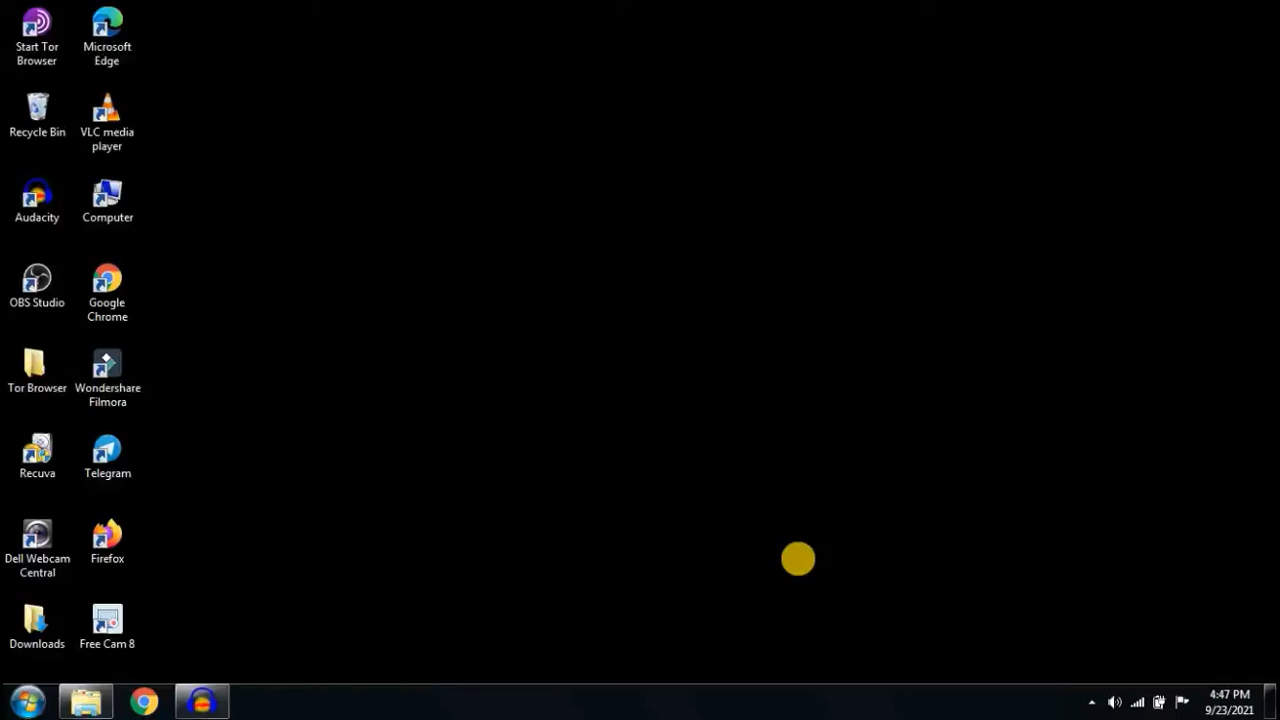 Start Tor
Browser
Microsoft
Edge
Recycle Bin
VLC media
player
Audacity
Computer
OBS Studio
Google
Chrome
Tor Browser
Wondershare
Filmora
Recuva
Telegram
Dell Webcam
Central
Firefox
Downloads
Free Cam 8
4:47 PM
9/23/2021